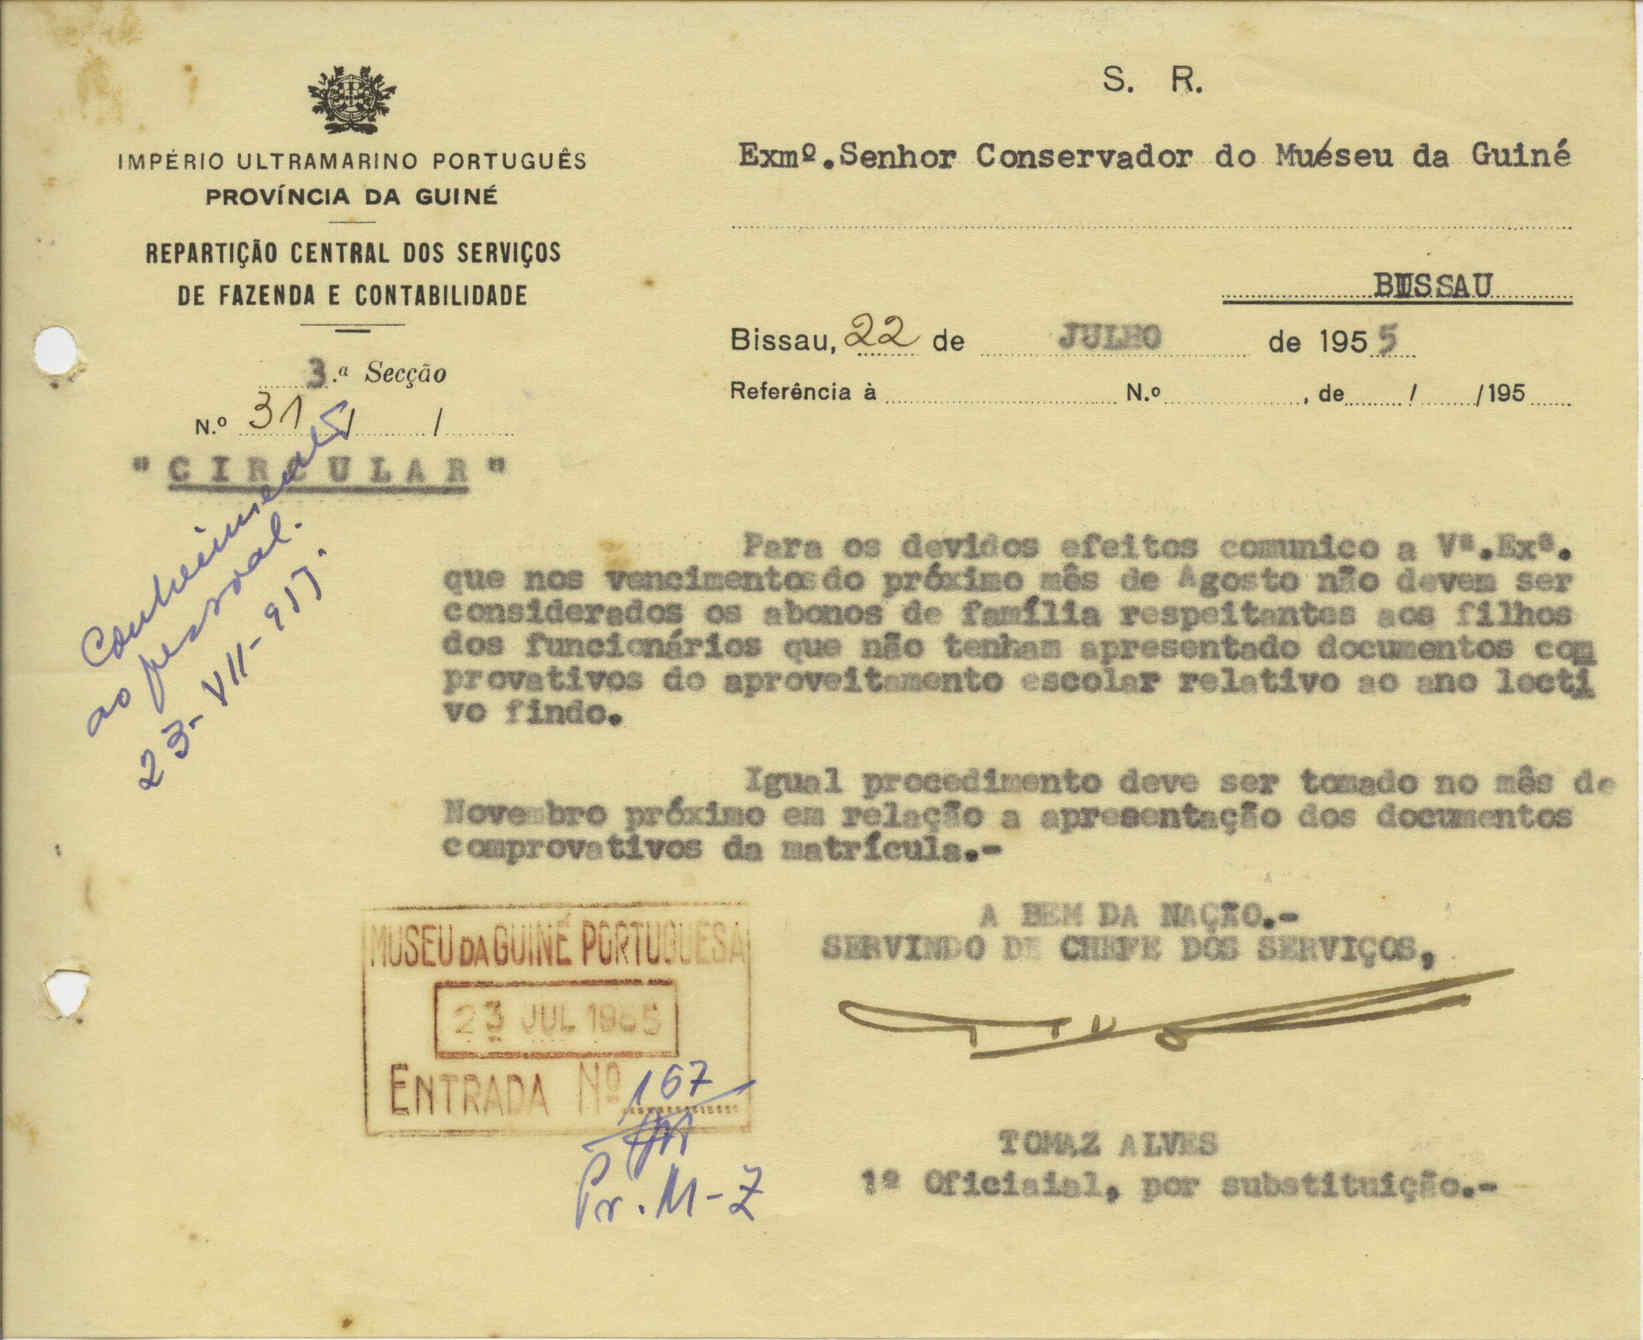 IMPÉRIO ULTRAMARINO PORTUGUÊS
PROVÍNCIA DA GUINÉ
REPARTIÇÃO CENTRAL DOS SERVIÇOS
DE FAZENDA E CONTABILIDADE
3.ª Secção
N.º 31 / /
"CIRCULAR"
S. R.
Exmº.Senhor Conservador do Muéseu da Guiné
BISSAU
Bissau, 22 de JULHO de 1955
Referência à N.º , de / /195
Conhecimento
ao pessoal.
23-VII-955.
Para os devidos efeitos comunico a Vª.Exª.
que nos vencimentos do próximo mês de Agosto não devem ser
considerados os abonos de família respeitantes aos filhos
dos funcionários que não tenham apresentado documentos com
provativos do aproveitamento escolar relativo ao ano lecti
vo findo.
Igual procedimento deve ser tomado no mês de
Novembro próximo em relação a apresentação dos documentos
comprovativos da matrícula.-
A BEM DA NAÇÃO.-
SERVINDO DE CHEFE DOS SERVIÇOS,
TOMAZ ALVES
1º Oficiaial, por substituição.-
MUSEU DA GUINÉ PORTUGUESA
23 JUL 1955
ENTRADA Nº 167
Pr. M-Z